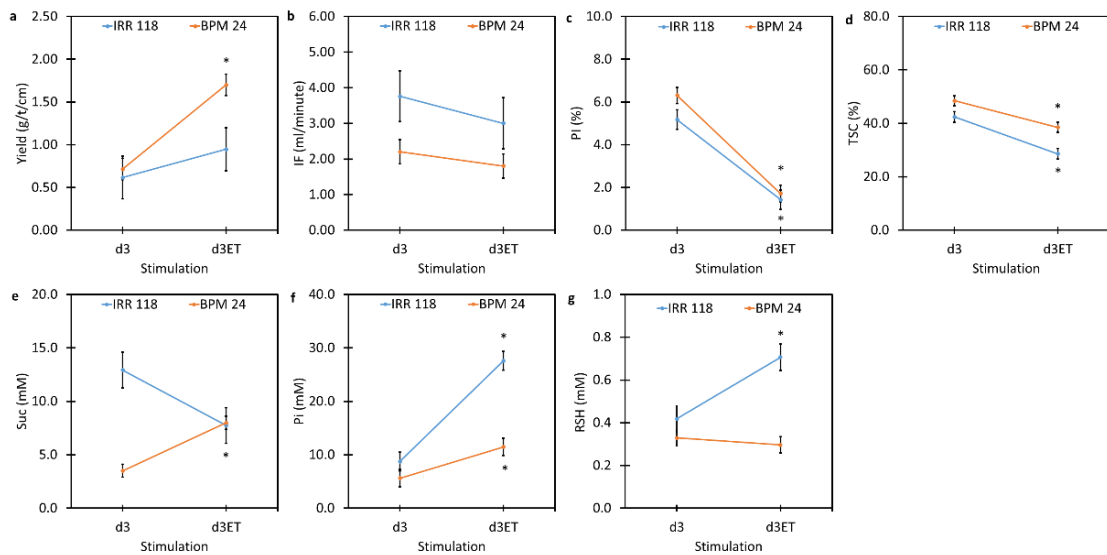 a
IRR 118 BPM 24
2.50
2.00
1.50
1.00
0.50
0.00
Yield (g/t/cm)
*
d3 d3ET
Stimulation
b
IRR 118 BPM 24
6.00
5.00
4.00
3.00
2.00
1.00
0.00
IF (ml/minute)
d3 d3ET
Stimulation
c
IRR 118 BPM 24
10.0
8.0
6.0
4.0
2.0
0.0
PI (%)
*
*
d3 d3ET
Stimulation
d
IRR 118 BPM 24
80.0
60.0
40.0
20.0
0.0
TSC (%)
*
*
d3 d3ET
Stimulation
e
IRR 118 BPM 24
20.0
15.0
10.0
5.0
0.0
Suc (mM)
*
d3 d3ET
Stimulation
f
IRR 118 BPM 24
40.0
30.0
20.0
10.0
0.0
Pi (mM)
*
*
d3 d3ET
Stimulation
g
IRR 118 BPM 24
1.0
0.8
0.6
0.4
0.2
0.0
RSH (mM)
*
d3 d3ET
Stimulation